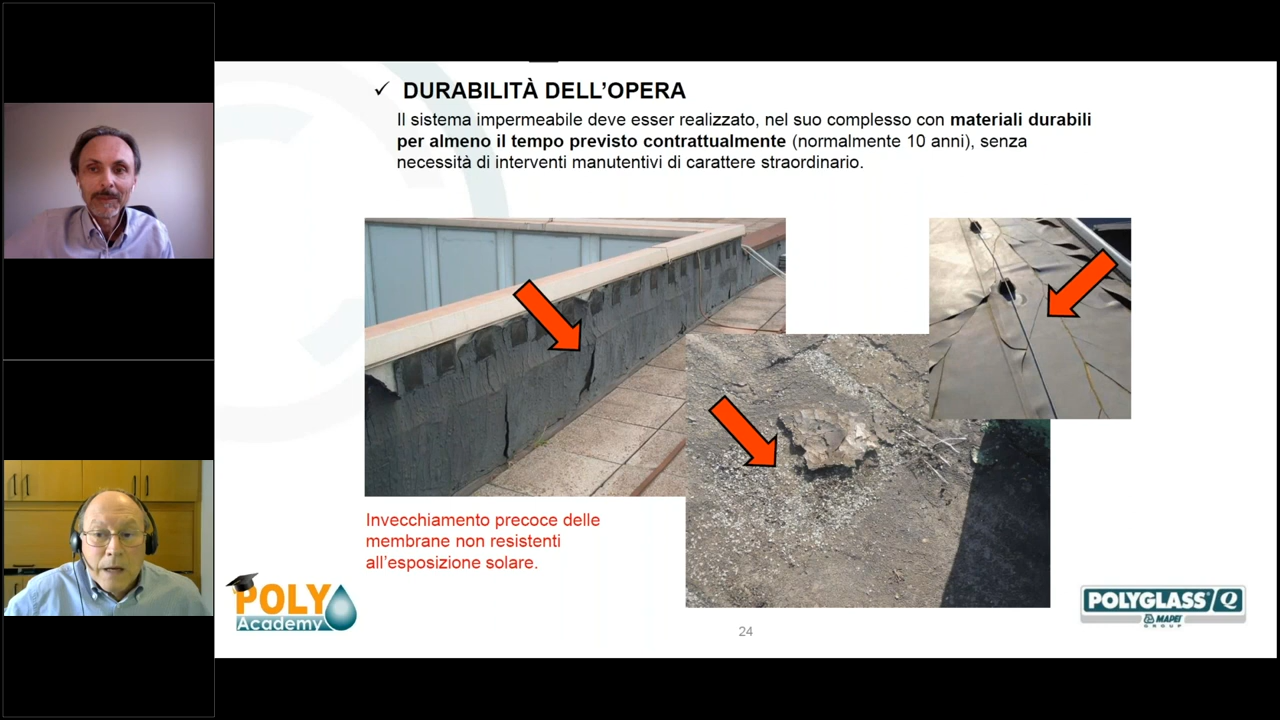 ✓ DURABILITÀ DELL’OPERA
Il sistema impermeabile deve esser realizzato, nel suo complesso con materiali durabili
per almeno il tempo previsto contrattualmente (normalmente 10 anni), senza
necessità di interventi manutentivi di carattere straordinario.
Invecchiamento precoce delle
membrane non resistenti
all’esposizione solare.
POLY
Academy
POLYGLASS
MAPEI
GROUP
24